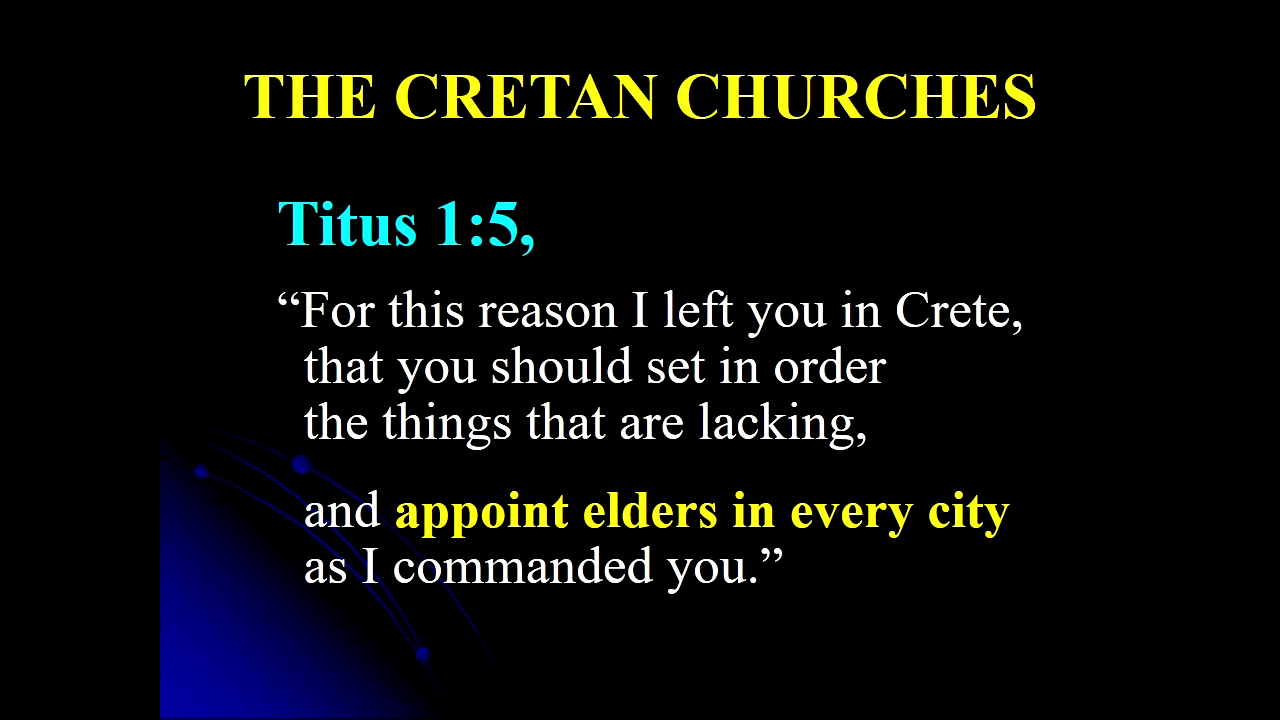 THE CRETAN CHURCHES
Titus 1:5,
“For this reason I left you in Crete,
that you should set in order
the things that are lacking,
and appoint elders in every city
as I commanded you.”